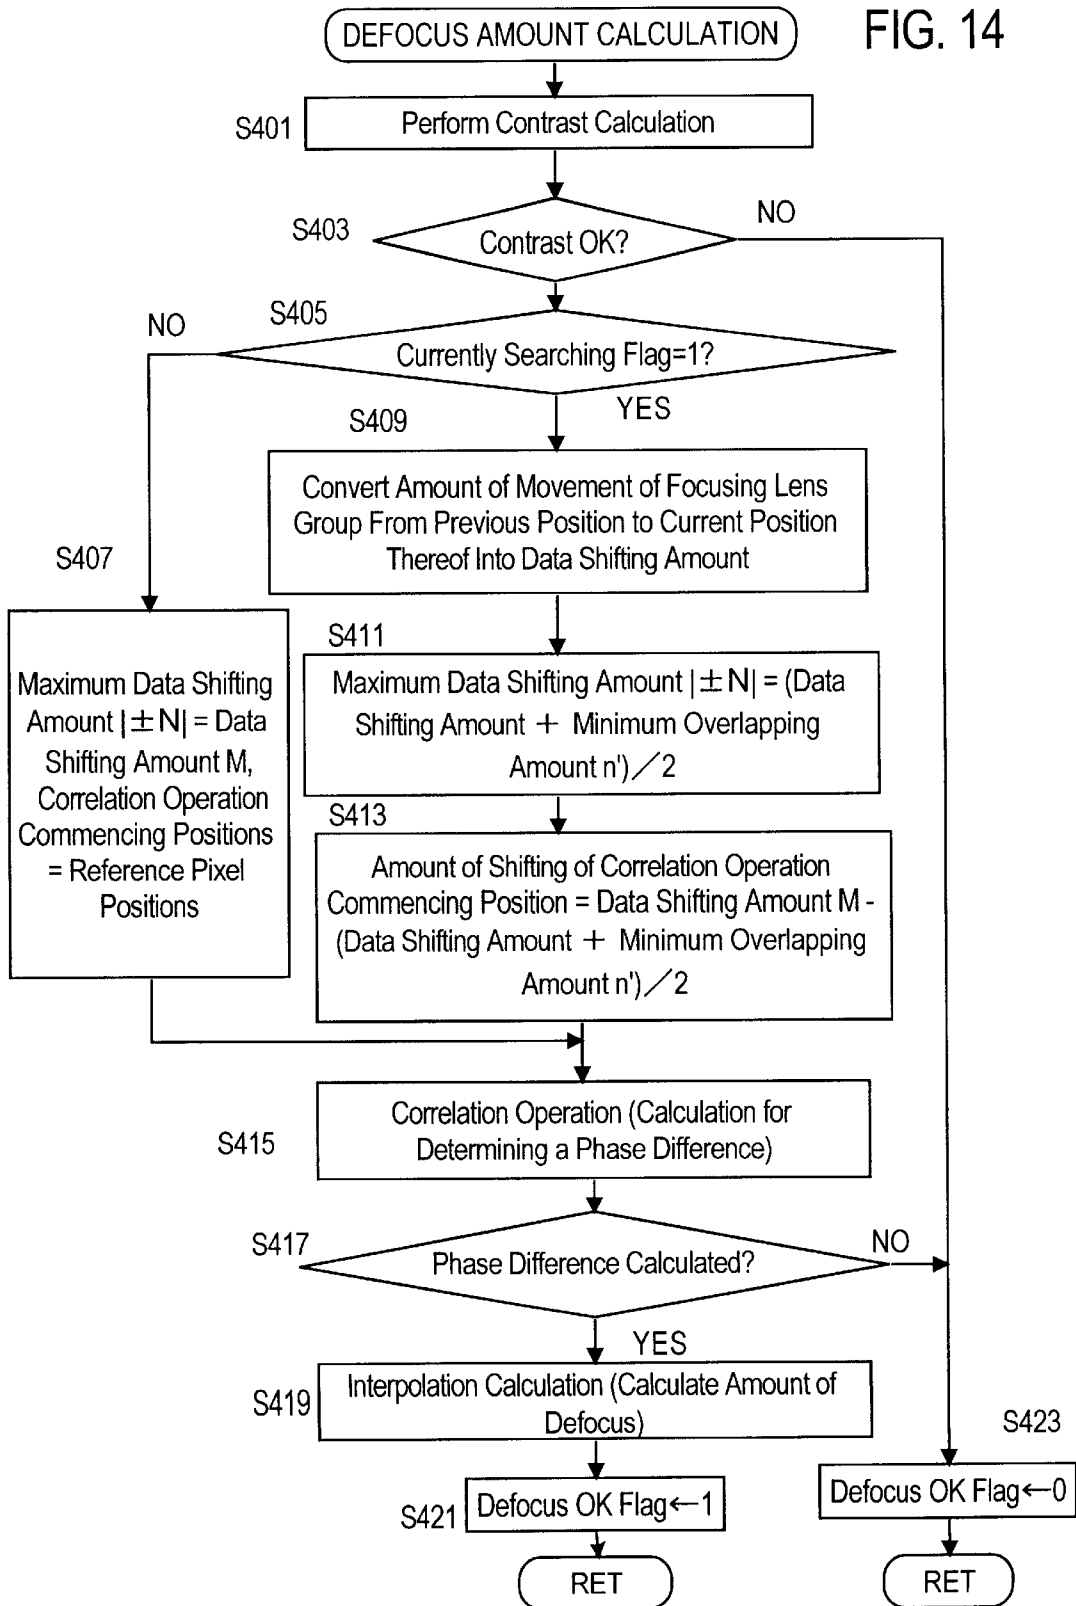 DEFOCUS AMOUNT CALCULATION
FIG. 14
S401
Perform Contrast Calculation
S403
Contrast OK?
NO
S405
NO
Currently Searching Flag=1?
YES
S409
Convert Amount of Movement of Focusing Lens
Group From Previous Position to Current Position
Thereof Into Data Shifting Amount
S407
Maximum Data Shifting
Amount |±N| = Data
Shifting Amount M,
Correlation Operation
Commencing Positions
= Reference Pixel
Positions
S411
Maximum Data Shifting Amount |±N| = (Data
Shifting Amount + Minimum Overlapping
Amount n')/2
S413
Amount of Shifting of Correlation Operation
Commencing Position = Data Shifting Amount M -
(Data Shifting Amount + Minimum Overlapping
Amount n')/2
S415
Correlation Operation (Calculation for
Determining a Phase Difference)
S417
Phase Difference Calculated?
NO
YES
S419
Interpolation Calculation (Calculate Amount of
Defocus)
S423
S421
Defocus OK Flag←1
Defocus OK Flag←0
RET
RET